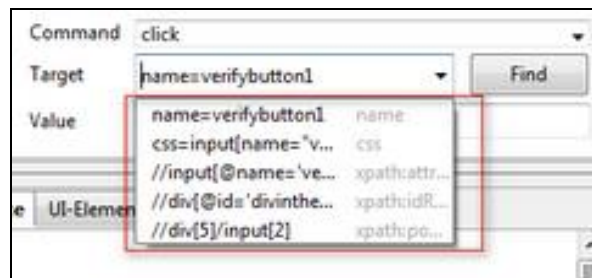 Command click
Target name=verifybutton1 Find
Value
name=verifybutton1 name
css=input[name="v... css
//input[@name='ve... xpath:attr...
//div[@id='divinthe... xpath:idR...
//div[5]/input[2] xpath:po...
e UI-Elemen